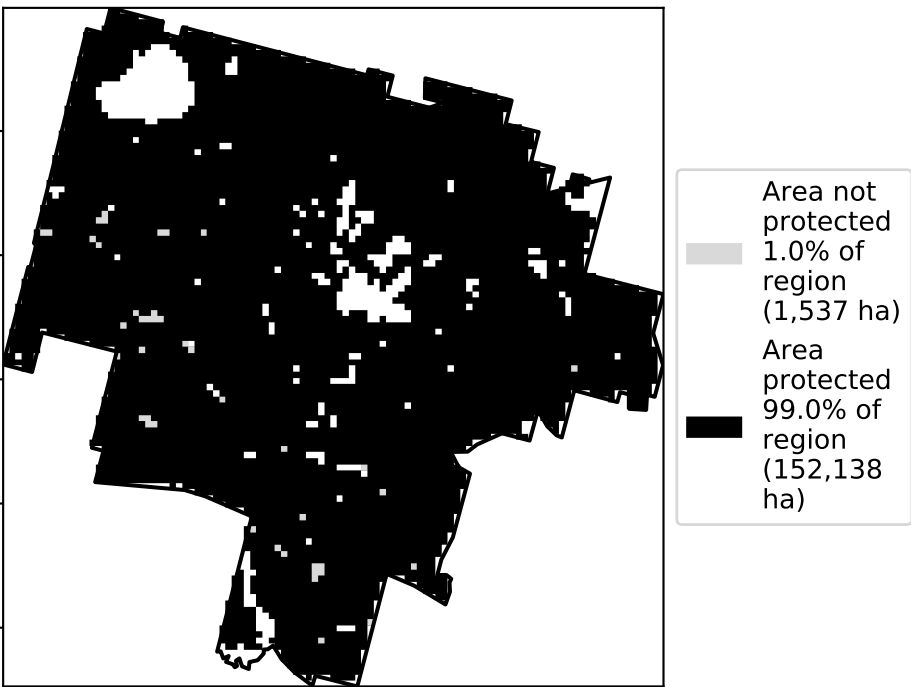 Area not
protected
1.0% of
region
(1,537 ha)
Area
protected
99.0% of
region
(152,138
ha)